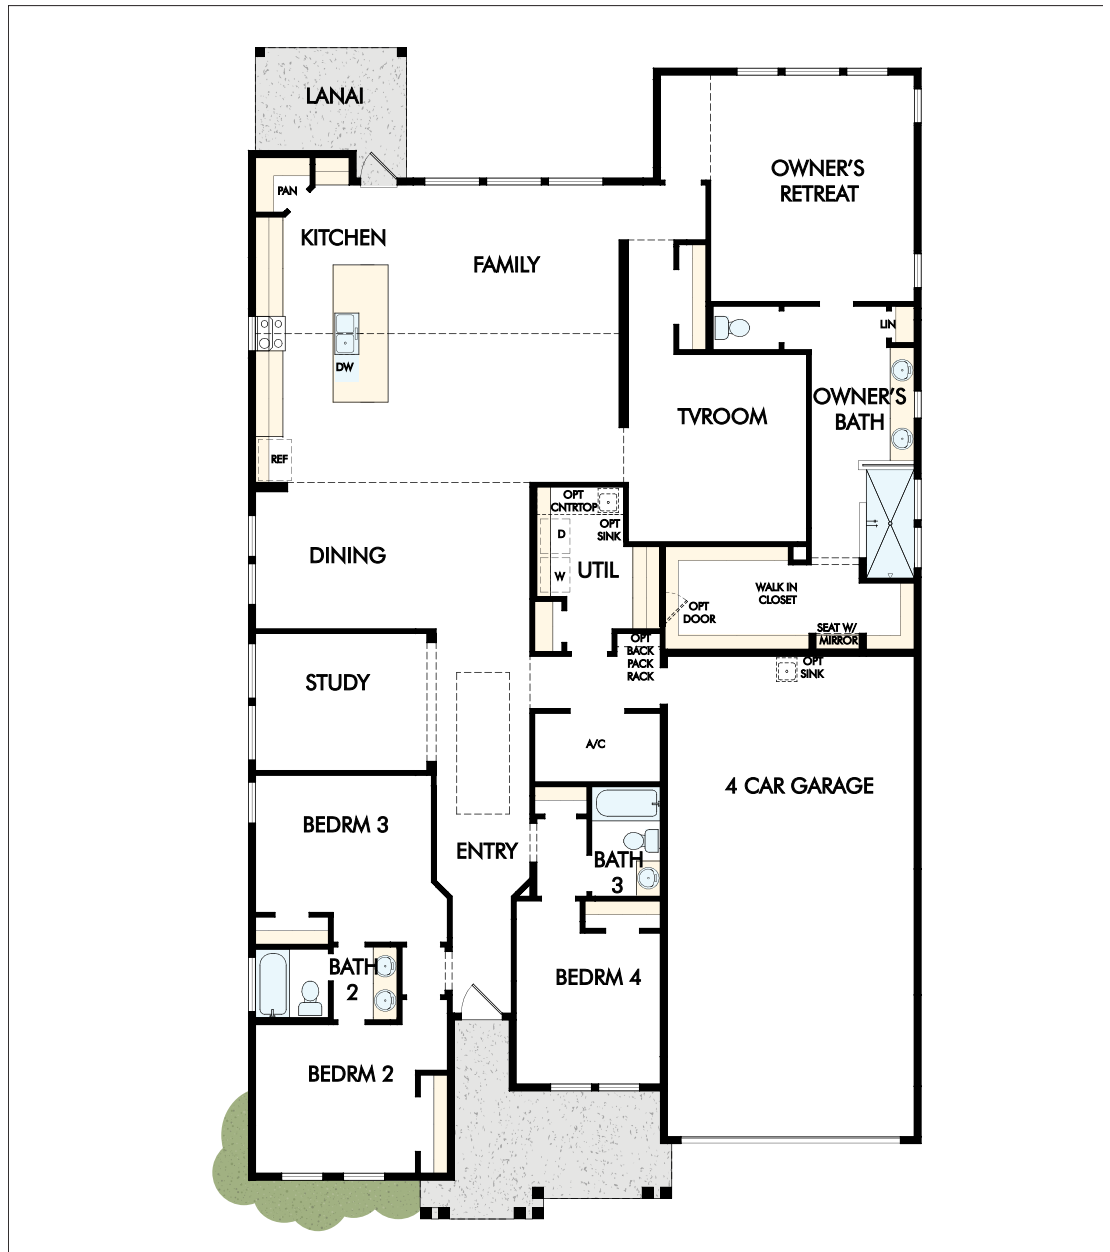 LANAI
OWNER'S
RETREAT
PAN
KITCHEN
FAMILY
LIN
DW
OWNER'S
BATH
TVROOM
REF
OPT
CNTRTOP
OPT
SINK
D
DINING
W
UTIL
WALK IN
CLOSET
OPT
DOOR
SEAT W/
MIRROR
OPT
BACK
PACK
RACK
OPT
SINK
STUDY
A/C
4 CAR GARAGE
BEDRM 3
ENTRY
BATH
3
BATH
2
BEDRM 4
BEDRM 2